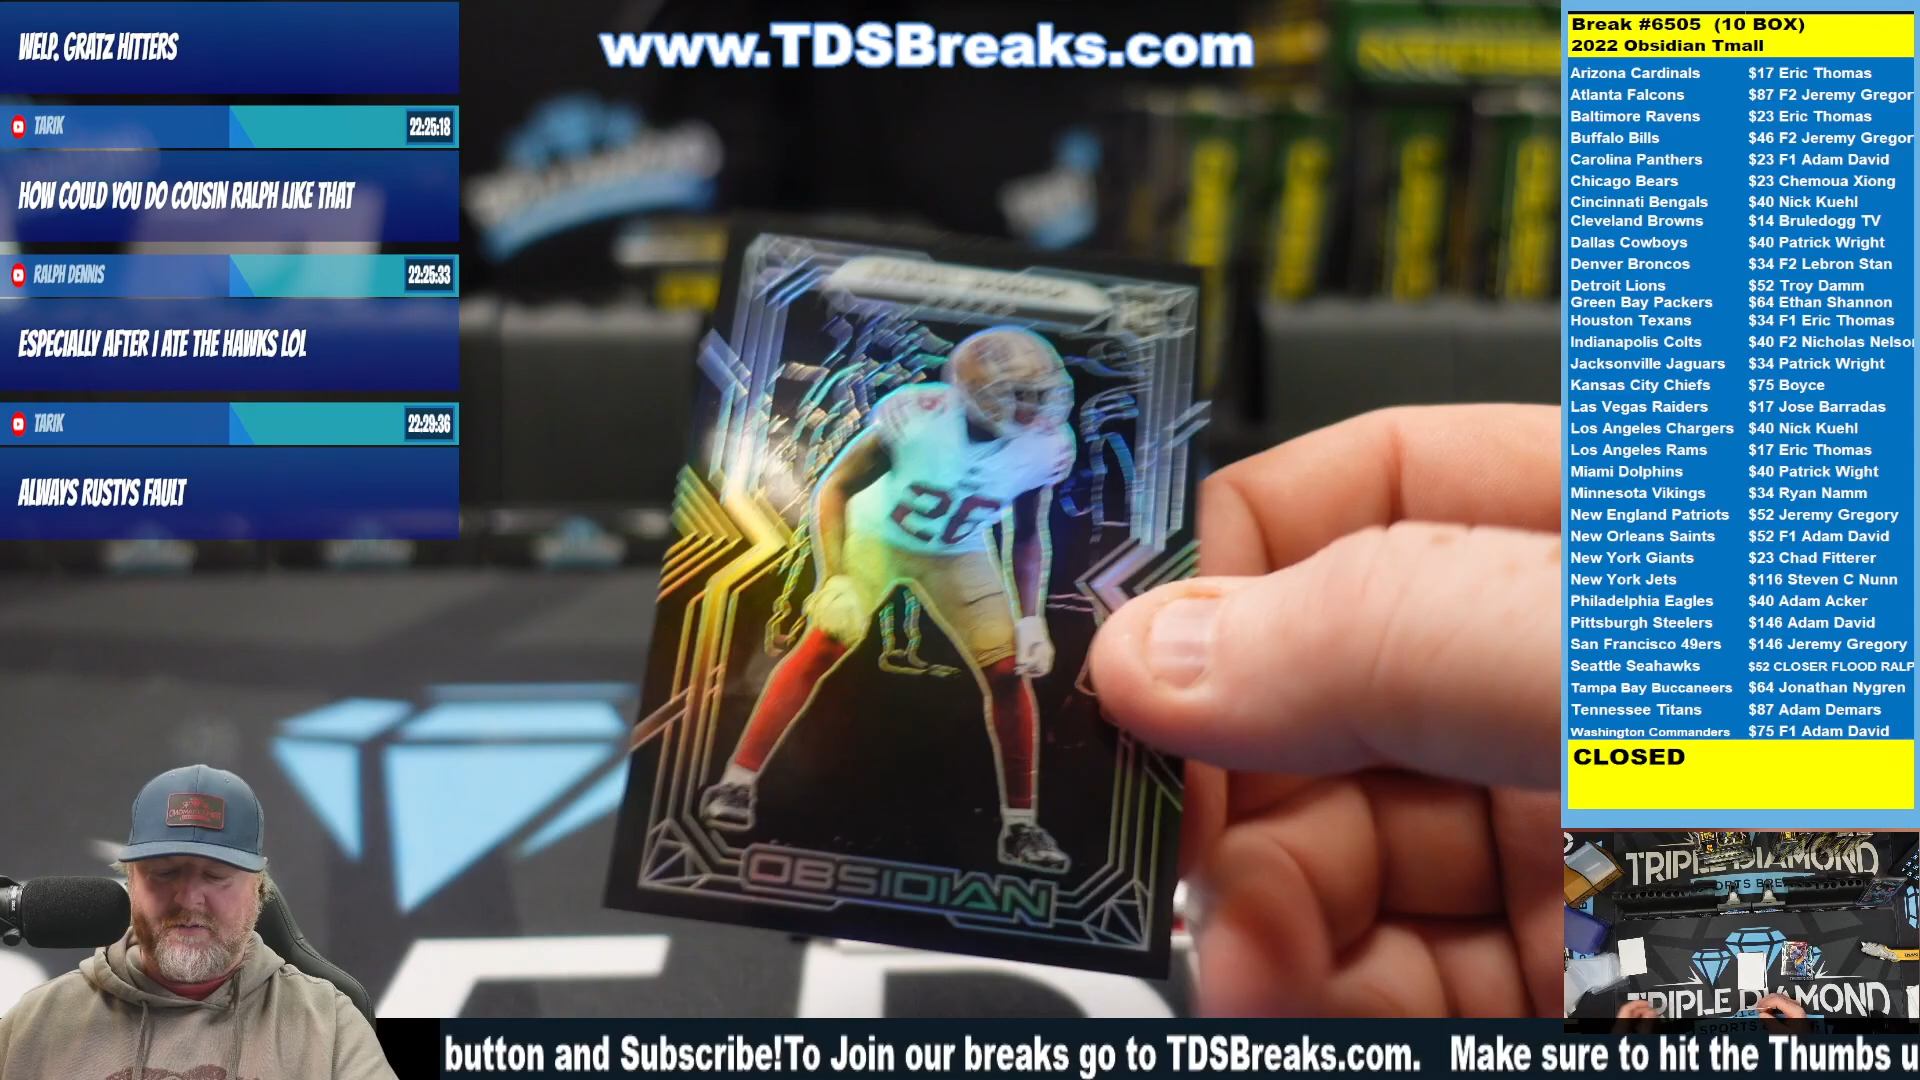 WELP. GRATZ HITTERS
TARIK 22:25:18
HOW COULD YOU DO COUSIN RALPH LIKE THAT
RALPH DENNIS 22:25:33
ESPECIALLY AFTER I ATE THE HAWKS LOL
TARIK 22:29:36
ALWAYS RUSTYS FAULT
www.TDSBreaks.com
26
OBSIDIAN
Break #6505 (10 BOX)
2022 Obsidian Tmall
Arizona Cardinals $17 Eric Thomas
Atlanta Falcons $87 F2 Jeremy Gregor
Baltimore Ravens $23 Eric Thomas
Buffalo Bills $46 F2 Jeremy Gregor
Carolina Panthers $23 F1 Adam David
Chicago Bears $23 Chemoua Xiong
Cincinnati Bengals $40 Nick Kuehl
Cleveland Browns $14 Bruledogg TV
Dallas Cowboys $40 Patrick Wright
Denver Broncos $34 F2 Lebron Stan
Detroit Lions $52 Troy Damm
Green Bay Packers $64 Ethan Shannon
Houston Texans $34 F1 Eric Thomas
Indianapolis Colts $40 F2 Nicholas Nelso
Jacksonville Jaguars $34 Patrick Wright
Kansas City Chiefs $75 Boyce
Las Vegas Raiders $17 Jose Barradas
Los Angeles Chargers $40 Nick Kuehl
Los Angeles Rams $17 Eric Thomas
Miami Dolphins $40 Patrick Wight
Minnesota Vikings $34 Ryan Namm
New England Patriots $52 Jeremy Gregory
New Orleans Saints $52 F1 Adam David
New York Giants $23 Chad Fitterer
New York Jets $116 Steven C Nunn
Philadelphia Eagles $40 Adam Acker
Pittsburgh Steelers $146 Adam David
San Francisco 49ers $146 Jeremy Gregory
Seattle Seahawks $52 CLOSER FLOOD RALP
Tampa Bay Buccaneers $64 Jonathan Nygren
Tennessee Titans $87 Adam Demars
Washington Commanders $75 F1 Adam David
CLOSED
TRIPLE DIAMOND
TRIPLE DIAMOND
SPORTS
button and Subscribe!To Join our breaks go to TDSBreaks.com. Make sure to hit the Thumbs u